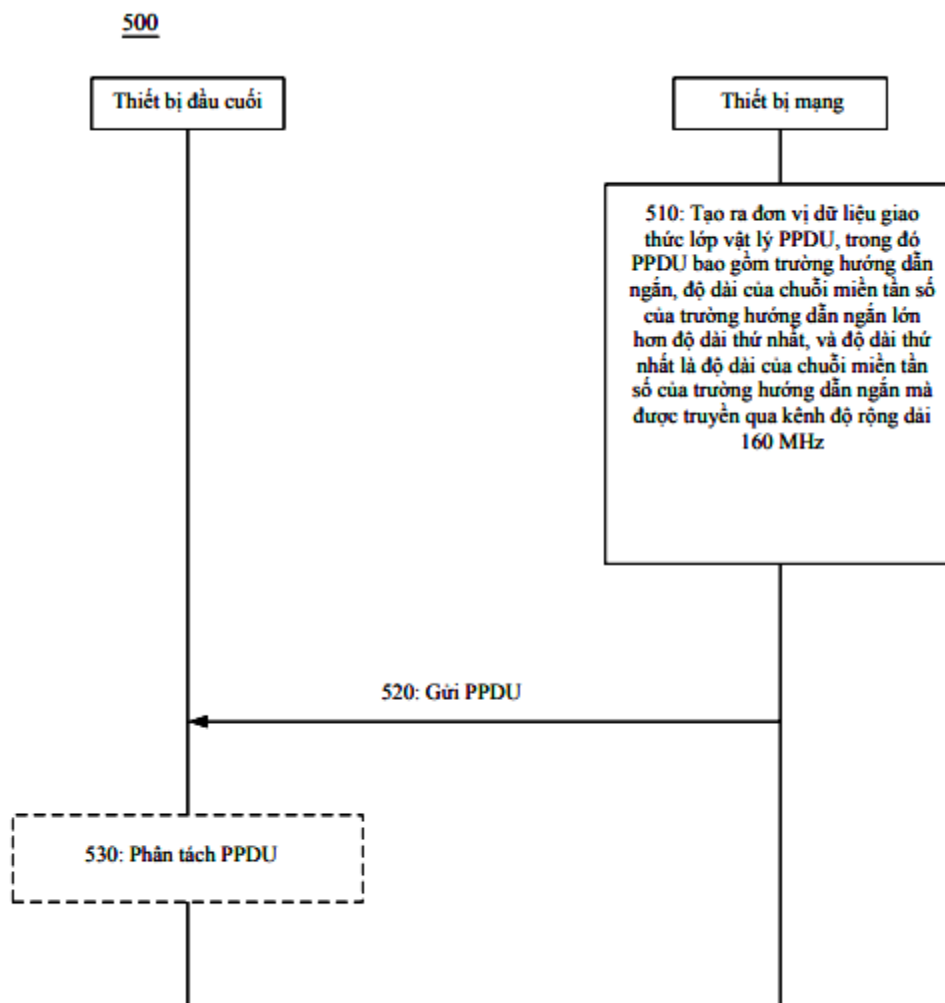 500
Thiết bị đầu cuối
Thiết bị mạng
510: Tạo ra đơn vị dữ liệu giao
thức lớp vật lý PPDU, trong đó
PPDU bao gồm trường hướng dẫn
ngắn, độ dài của chuỗi miền tần số
của trường hướng dẫn ngắn lớn
hơn độ dài thứ nhất, và độ dài thứ
nhất là độ dài của chuỗi miền tần
số của trường hướng dẫn ngắn mà
được truyền qua kênh độ rộng dải
160 MHz
520: Gửi PPDU
530: Phân tách PPDU